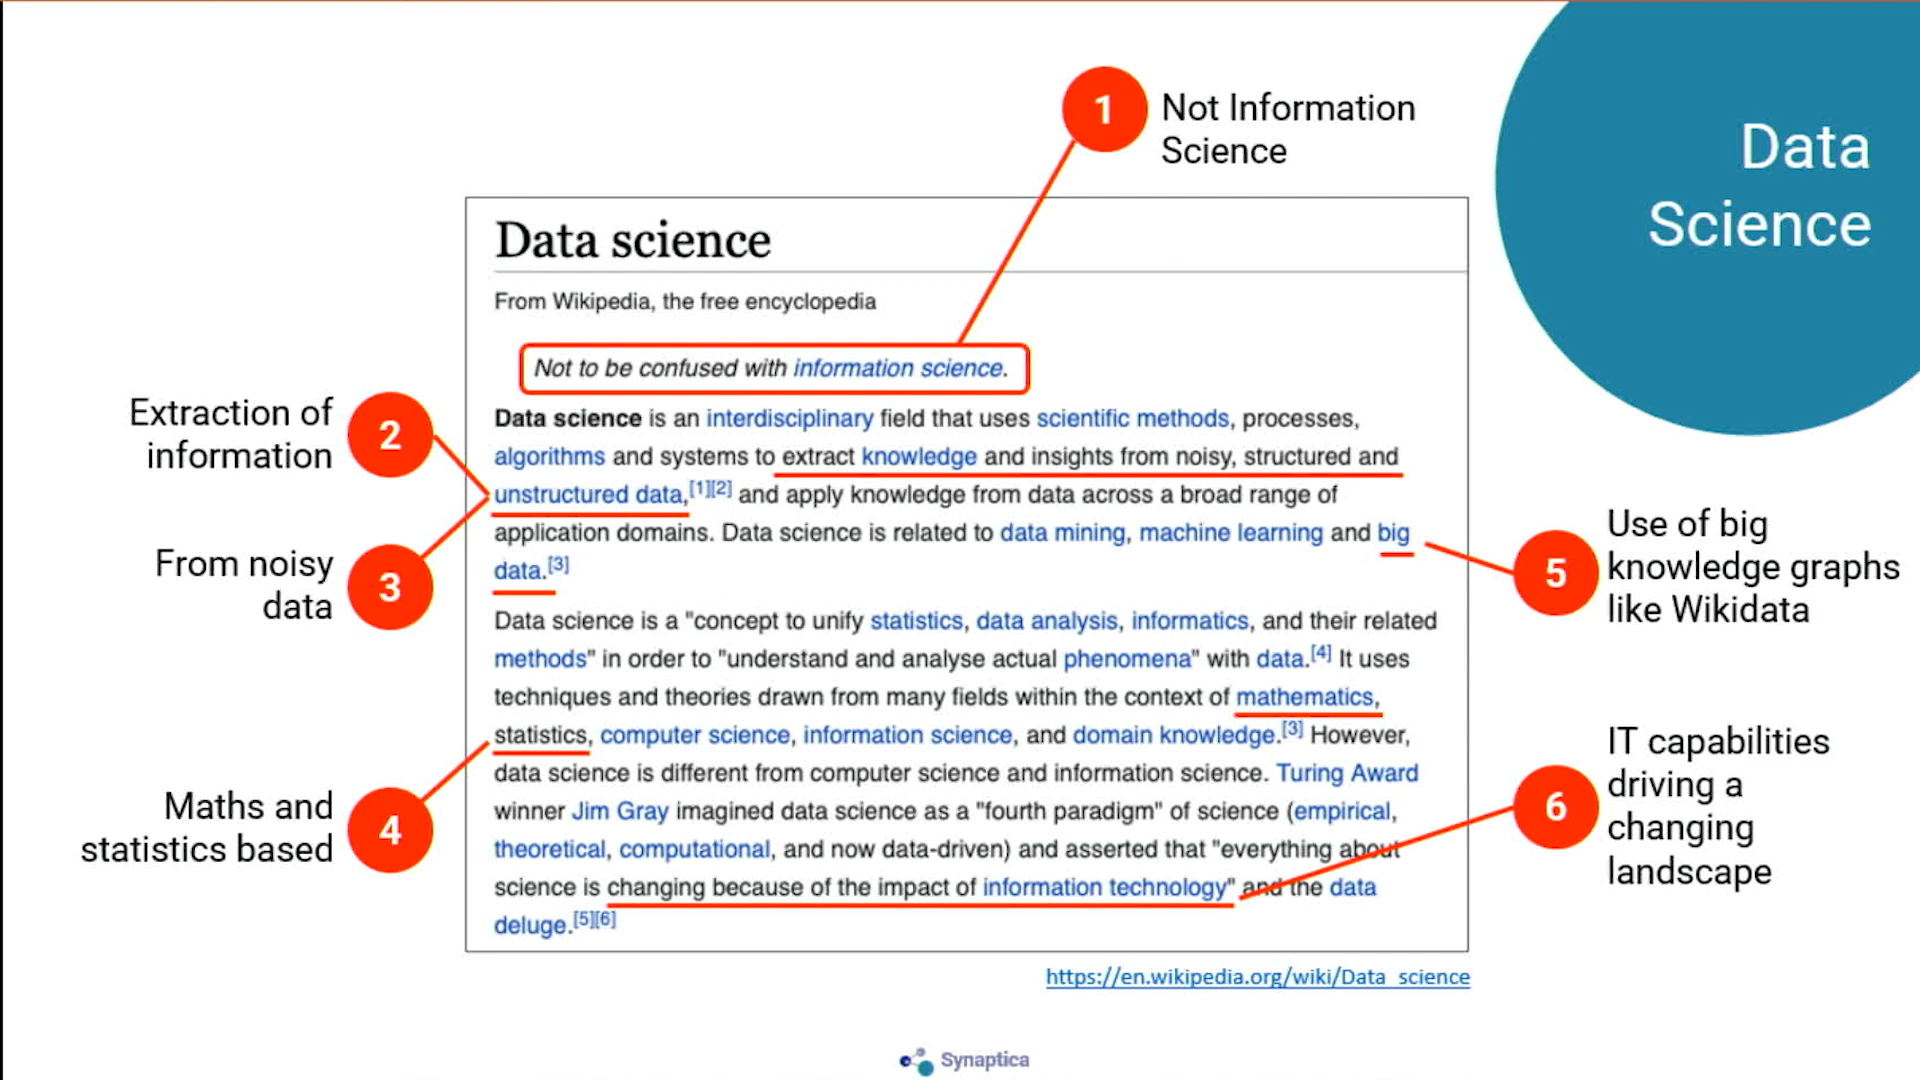 Data
Science
1
Not Information
Science
Data science
From Wikipedia, the free encyclopedia
Not to be confused with information science.
Data science is an interdisciplinary field that uses scientific methods, processes,
algorithms and systems to extract knowledge and insights from noisy, structured and
unstructured data,[1][2] and apply knowledge from data across a broad range of
application domains. Data science is related to data mining, machine learning and big
data.[3]
Data science is a "concept to unify statistics, data analysis, informatics, and their related
methods" in order to "understand and analyse actual phenomena" with data.[4] It uses
techniques and theories drawn from many fields within the context of mathematics,
statistics, computer science, information science, and domain knowledge.[3] However,
data science is different from computer science and information science. Turing Award
winner Jim Gray imagined data science as a "fourth paradigm" of science (empirical,
theoretical, computational, and now data-driven) and asserted that "everything about
science is changing because of the impact of information technology" and the data
deluge.[5][6]
Extraction of
information
2
From noisy
data
3
Maths and
statistics based
4
5
Use of big
knowledge graphs
like Wikidata
6
IT capabilities
driving a
changing
landscape
https://en.wikipedia.org/wiki/Data_science
Synaptica